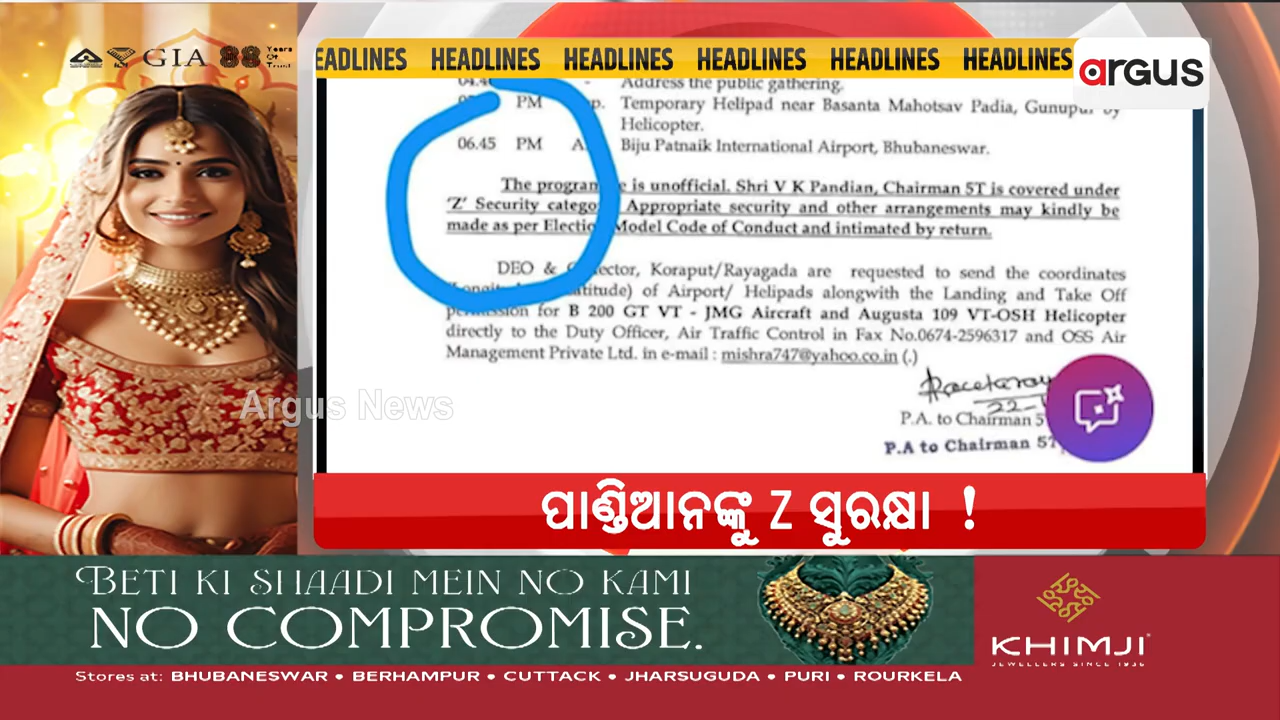 GIA 88 Years Of Trust
EADLINES HEADLINES HEADLINES HEADLINES HEADLINES HEADLINES
argus
Address the public gathering.
PM Temporary Helipad near Basanta Mahotsav Padia, Gunupur by
Helicopter.
06.45 PM Biju Patnaik International Airport, Bhubaneswar.
The programme is unofficial. Shri V K Pandian, Chairman 5T is covered under
'Z' Security category. Appropriate security and other arrangements may kindly be
made as per Election Model Code of Conduct and intimated by return.
DEO & Collector, Koraput/Rayagada are requested to send the coordinates
of Airport/ Helipads alongwith the Landing and Take Off
permission for B 200 GT VT - JMG Aircraft and Augusta 109 VT-OSH Helicopter
directly to the Duty Officer, Air Traffic Control in Fax No.0674-2596317 and OSS Air
Management Private Ltd. in e-mail : mishra747@yahoo.co.in (.)
22-
P.A. to Chairman 5
P.A to Chairman 5T
Argus News
ପାଣ୍ଡିଆନଙ୍କୁ Z ସୁରକ୍ଷା !
BETI KI SHAADI MEIN NO KAMI
NO COMPROMISE.
KHIMJI
JEWELLERS SINCE 1936
Stores at: BHUBANESWAR • BERHAMPUR • CUTTACK • JHARSUGUDA • PURI • ROURKELA